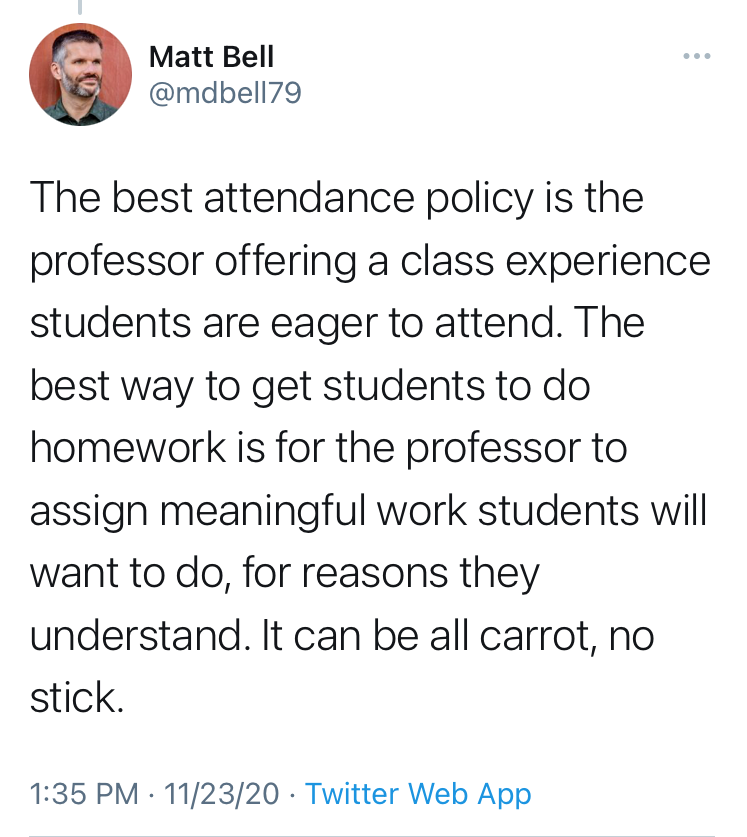 Matt Bell
@mdbell79
The best attendance policy is the
professor offering a class experience
students are eager to attend. The
best way to get students to do
homework is for the professor to
assign meaningful work students will
want to do, for reasons they
understand. It can be all carrot, no
stick.
1:35 PM · 11/23/20 · Twitter Web App